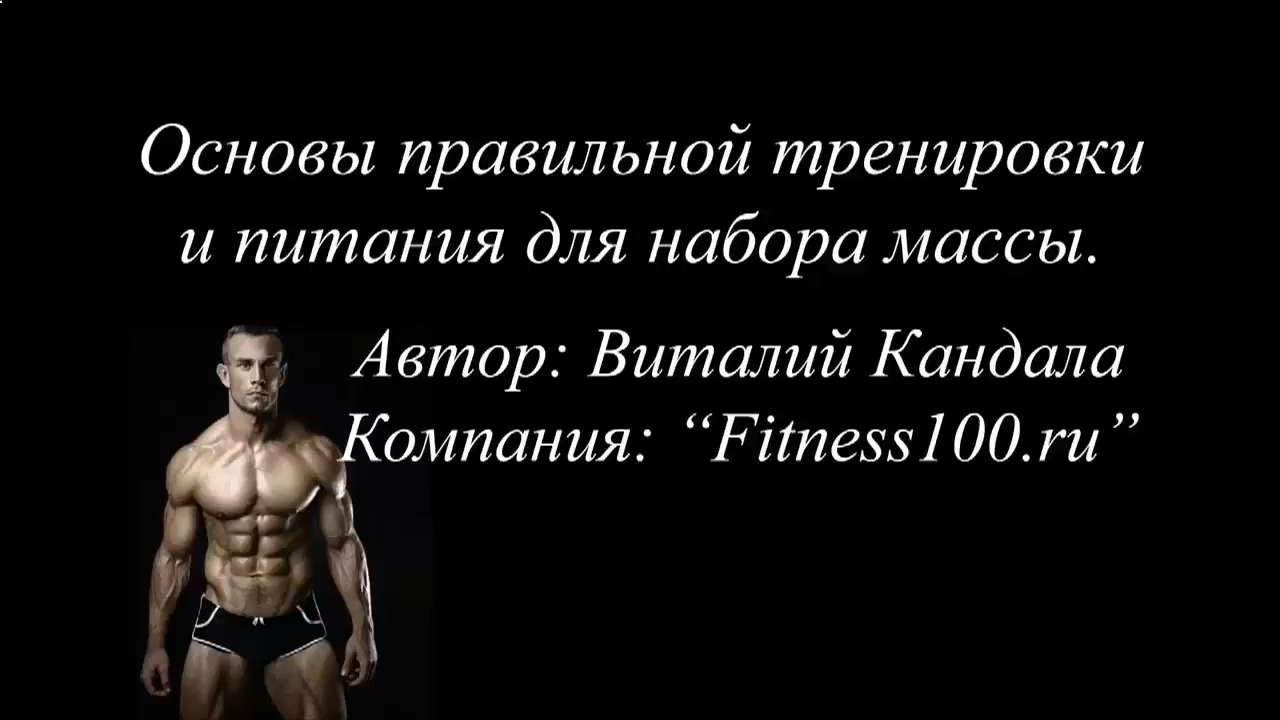 Основы правильной тренировки
и питания для набора массы.
Автор: Виталий Кандала
Компания: “Fitness100.ru”